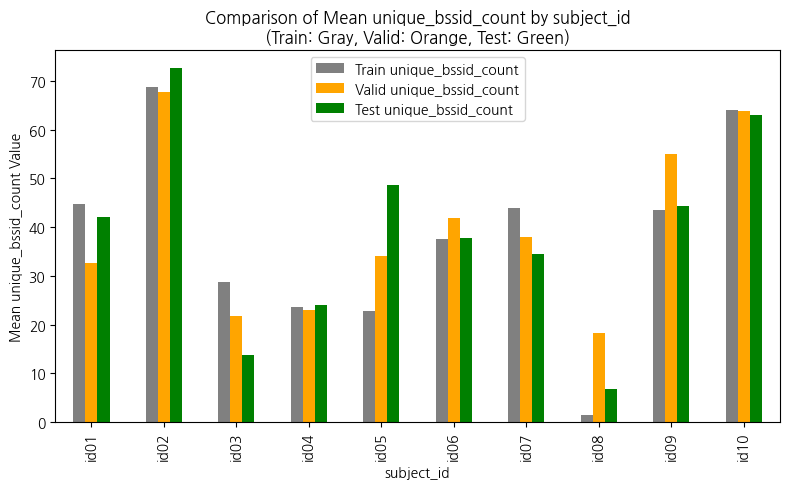 Comparison of Mean unique_bssid_count by subject_id
(Train: Gray, Valid: Orange, Test: Green)
Train unique_bssid_count
Valid unique_bssid_count
Test unique_bssid_count
Mean unique_bssid_count Value
70
60
50
40
30
20
10
0
id01
id02
id03
id04
id05
id06
id07
id08
id09
id10
subject_id